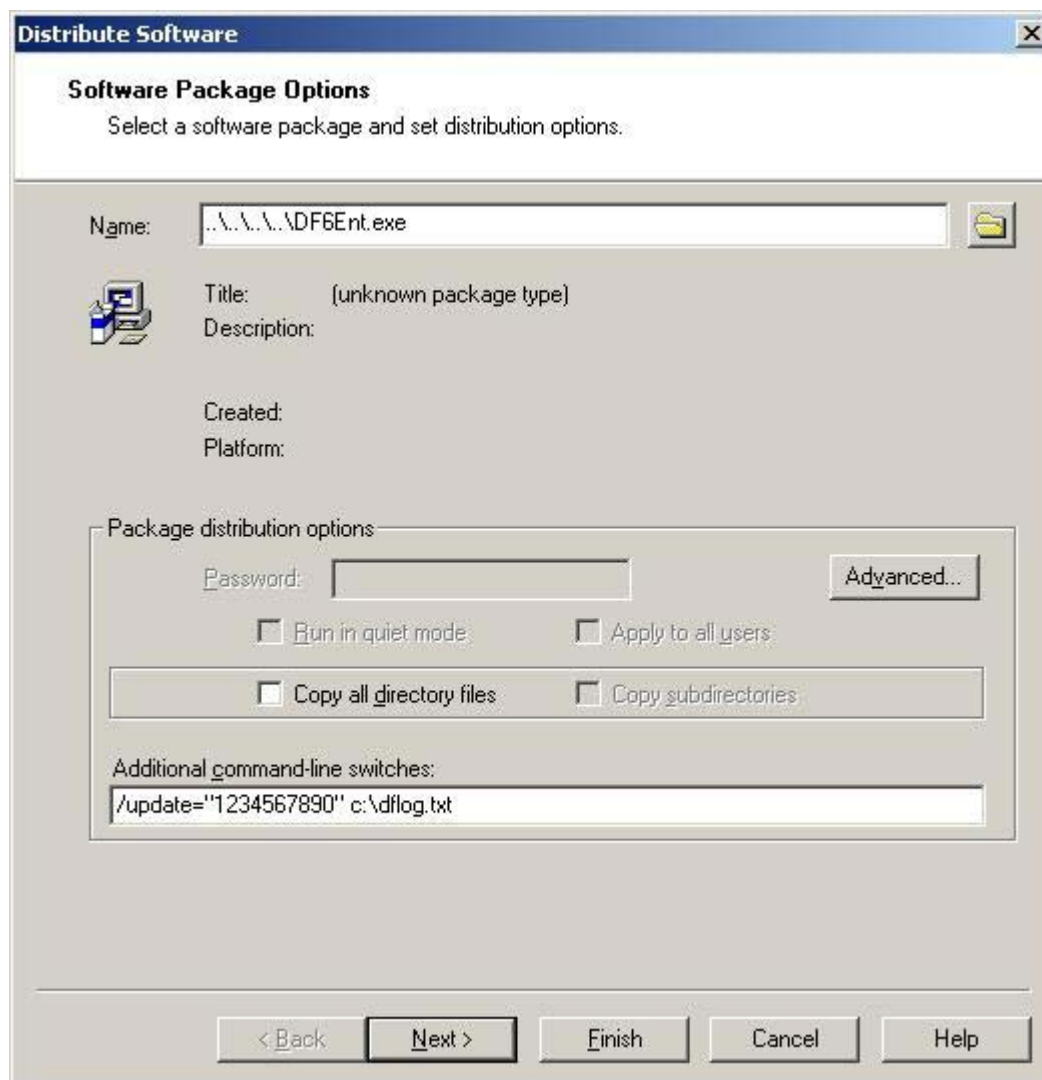 Distribute Software
Software Package Options
Select a software package and set distribution options.
Name: ..\..\..\..\DF6Ent.exe
Title: (unknown package type)
Description:
Created:
Platform:
Package distribution options
Password: Advanced...
Run in quiet mode Apply to all users
Copy all directory files Copy subdirectories
Additional command-line switches:
/update="1234567890" c:\dflog.txt
< Back Next > Finish Cancel Help